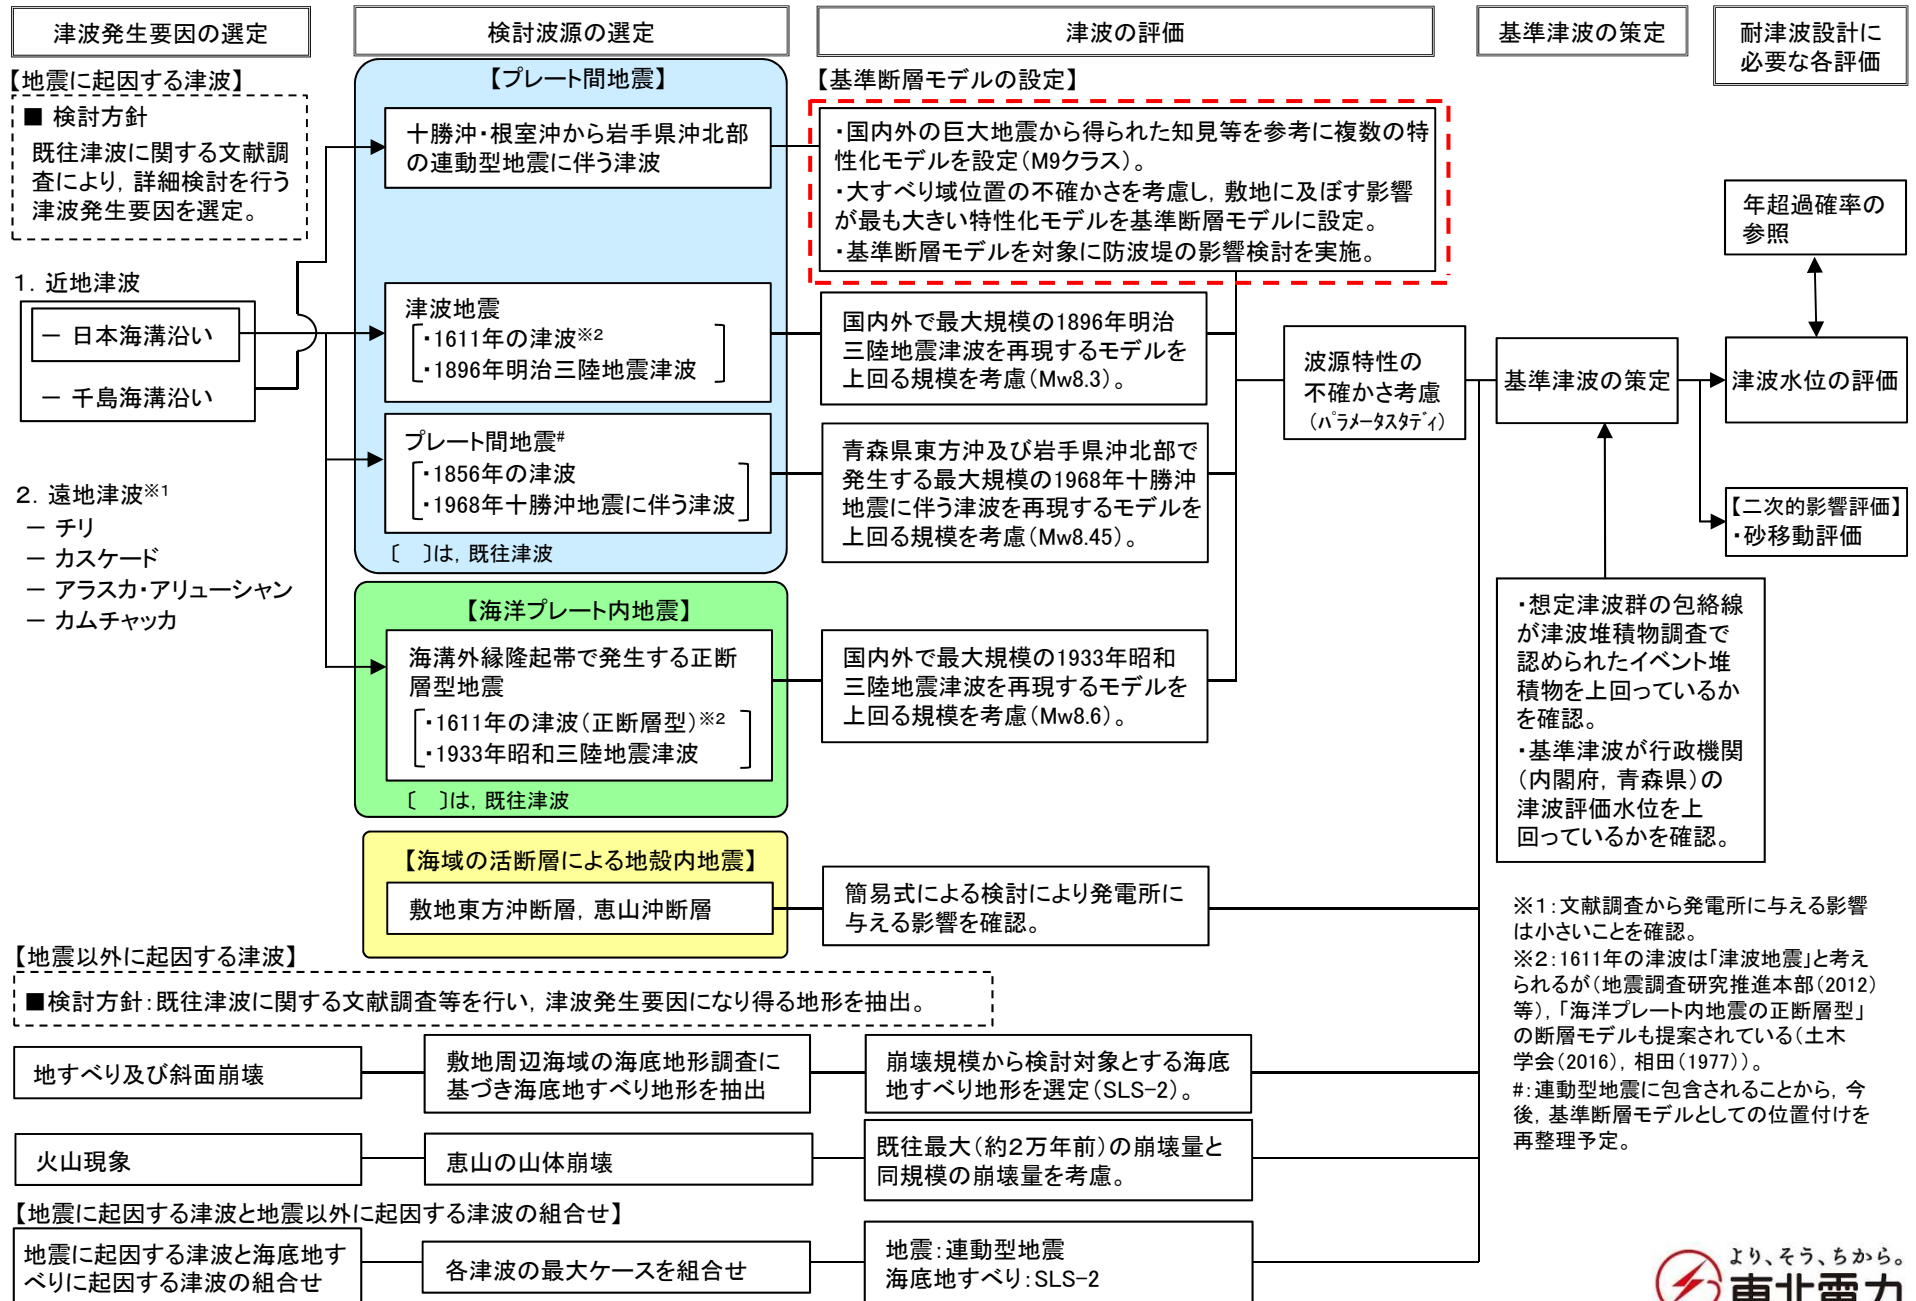 津波発生要因の選定
検討波源の選定
津波の評価
基準津波の策定
耐津波設計に
必要な各評価
【地震に起因する津波】
■ 検討方針
既往津波に関する文献調
査により，詳細検討を行う
津波発生要因を選定。
1．近地津波
－ 日本海溝沿い
－ 千島海溝沿い
2．遠地津波※1
－ チリ
－ カスケード
－ アラスカ・アリューシャン
－ カムチャッカ
【プレート間地震】
十勝沖・根室沖から岩手県沖北部
の連動型地震に伴う津波
津波地震
・1611年の津波※2
・1896年明治三陸地震津波
プレート間地震#
・1856年の津波
・1968年十勝沖地震に伴う津波
〔 〕は，既往津波
【海洋プレート内地震】
海溝外縁隆起帯で発生する正断
層型地震
・1611年の津波（正断層型）※2
・1933年昭和三陸地震津波
〔 〕は，既往津波
【海域の活断層による地殻内地震】
敷地東方沖断層，恵山沖断層
【基準断層モデルの設定】
・国内外の巨大地震から得られた知見等を参考に複数の特
性化モデルを設定（M9クラス）。
・大すべり域位置の不確かさを考慮し，敷地に及ぼす影響
が最も大きい特性化モデルを基準断層モデルに設定。
・基準断層モデルを対象に防波堤の影響検討を実施。
国内外で最大規模の1896年明治
三陸地震津波を再現するモデルを
上回る規模を考慮（Mw8.3）。
青森県東方沖及び岩手県沖北部で
発生する最大規模の1968年十勝沖
地震に伴う津波を再現するモデルを
上回る規模を考慮（Mw8.45）。
国内外で最大規模の1933年昭和
三陸地震津波を再現するモデルを
上回る規模を考慮（Mw8.6）。
簡易式による検討により発電所に
与える影響を確認。
波源特性の
不確かさ考慮
（ﾊﾟﾗﾒｰﾀｽﾀﾃﾞｨ）
基準津波の策定
年超過確率の
参照
津波水位の評価
【二次的影響評価】
・砂移動評価
・想定津波群の包絡線
が津波堆積物調査で
認められたイベント堆
積物を上回っているか
を確認。
・基準津波が行政機関
（内閣府，青森県）の
津波評価水位を上
回っているかを確認。
【地震以外に起因する津波】
■検討方針：既往津波に関する文献調査等を行い，津波発生要因になり得る地形を抽出。
地すべり及び斜面崩壊
敷地周辺海域の海底地形調査に
基づき海底地すべり地形を抽出
崩壊規模から検討対象とする海底
地すべり地形を選定（SLS-2）。
火山現象
恵山の山体崩壊
既往最大（約2万年前）の崩壊量と
同規模の崩壊量を考慮。
【地震に起因する津波と地震以外に起因する津波の組合せ】
地震に起因する津波と海底地す
べりに起因する津波の組合せ
各津波の最大ケースを組合せ
地震：連動型地震
海底地すべり：SLS-2
※1：文献調査から発電所に与える影響
は小さいことを確認。
※2：1611年の津波は「津波地震」と考え
られるが（地震調査研究推進本部（2012）
等），「海洋プレート内地震の正断層型」
の断層モデルも提案されている（土木
学会（2016），相田（1977））。
#：連動型地震に包含されることから，今
後，基準断層モデルとしての位置付けを
再整理予定。
より、そう、ちから。
東北電力